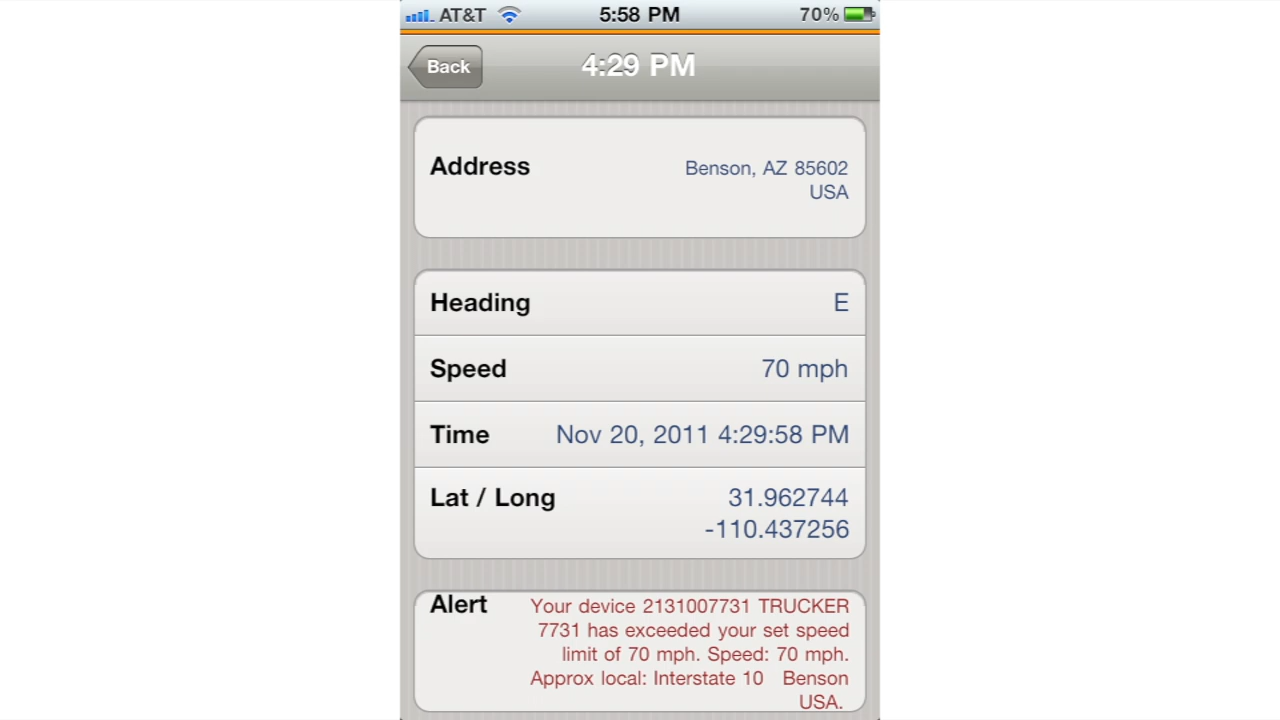 AT&T 5:58 PM 70%
Back 4:29 PM
Address Benson, AZ 85602
USA
Heading E
Speed 70 mph
Time Nov 20, 2011 4:29:58 PM
Lat / Long 31.962744
-110.437256
Alert Your device 2131007731 TRUCKER
7731 has exceeded your set speed
limit of 70 mph. Speed: 70 mph.
Approx local: Interstate 10 Benson
USA.